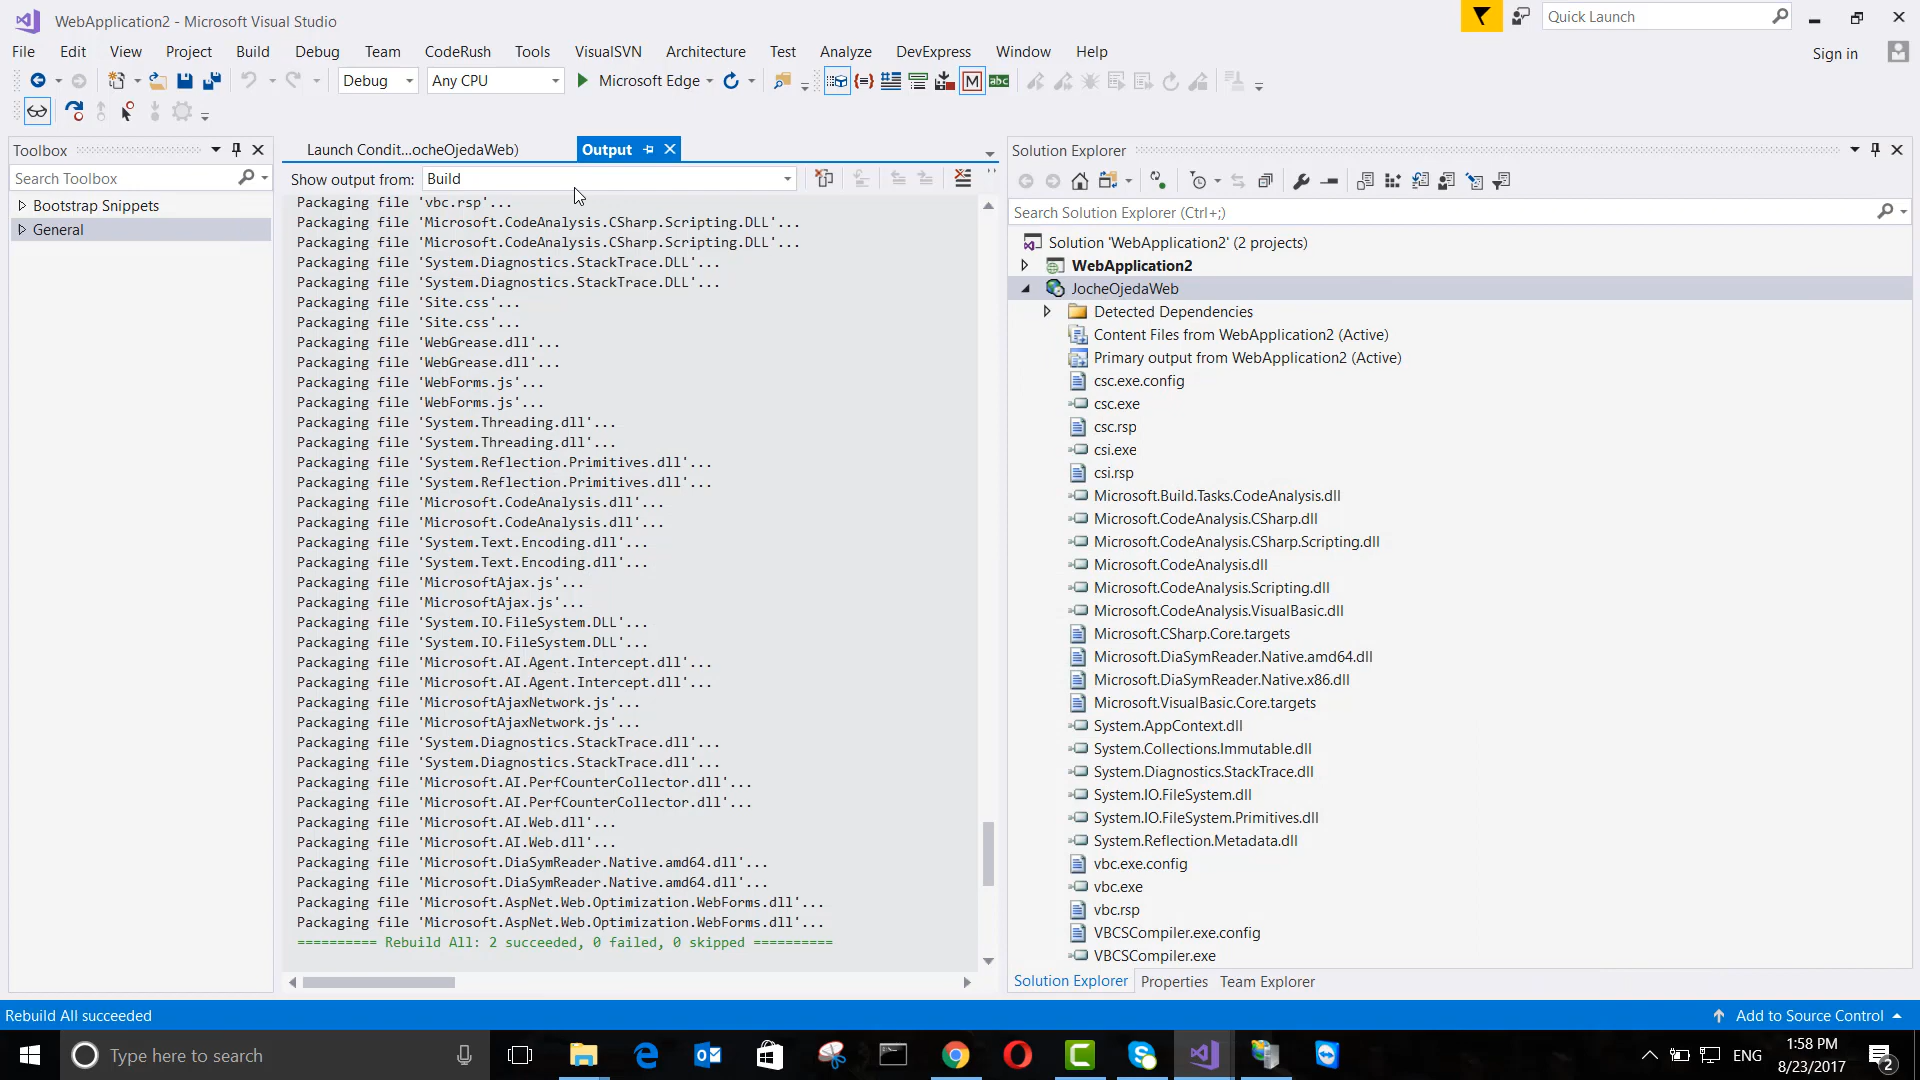 WebApplication2 - Microsoft Visual Studio
Quick Launch
File Edit View Project Build Debug Team CodeRush Tools VisualSVN Architecture Test Analyze DevExpress Window Help
Sign in
Debug Any CPU Microsoft Edge
Toolbox
Search Toolbox
Bootstrap Snippets
General
Launch Condit...ocheOjedaWeb) Output
Show output from: Build
Packaging file 'vbc.rsp'...
Packaging file 'Microsoft.CodeAnalysis.CSharp.Scripting.DLL'...
Packaging file 'Microsoft.CodeAnalysis.CSharp.Scripting.DLL'...
Packaging file 'System.Diagnostics.StackTrace.DLL'...
Packaging file 'System.Diagnostics.StackTrace.DLL'...
Packaging file 'Site.css'...
Packaging file 'Site.css'...
Packaging file 'WebGrease.dll'...
Packaging file 'WebGrease.dll'...
Packaging file 'WebForms.js'...
Packaging file 'WebForms.js'...
Packaging file 'System.Threading.dll'...
Packaging file 'System.Threading.dll'...
Packaging file 'System.Reflection.Primitives.dll'...
Packaging file 'System.Reflection.Primitives.dll'...
Packaging file 'Microsoft.CodeAnalysis.dll'...
Packaging file 'Microsoft.CodeAnalysis.dll'...
Packaging file 'System.Text.Encoding.dll'...
Packaging file 'System.Text.Encoding.dll'...
Packaging file 'MicrosoftAjax.js'...
Packaging file 'MicrosoftAjax.js'...
Packaging file 'System.IO.FileSystem.DLL'...
Packaging file 'System.IO.FileSystem.DLL'...
Packaging file 'Microsoft.AI.Agent.Intercept.dll'...
Packaging file 'Microsoft.AI.Agent.Intercept.dll'...
Packaging file 'MicrosoftAjaxNetwork.js'...
Packaging file 'MicrosoftAjaxNetwork.js'...
Packaging file 'System.Diagnostics.StackTrace.dll'...
Packaging file 'System.Diagnostics.StackTrace.dll'...
Packaging file 'Microsoft.AI.PerfCounterCollector.dll'...
Packaging file 'Microsoft.AI.PerfCounterCollector.dll'...
Packaging file 'Microsoft.AI.Web.dll'...
Packaging file 'Microsoft.AI.Web.dll'...
Packaging file 'Microsoft.DiaSymReader.Native.amd64.dll'...
Packaging file 'Microsoft.DiaSymReader.Native.amd64.dll'...
Packaging file 'Microsoft.AspNet.Web.Optimization.WebForms.dll'...
Packaging file 'Microsoft.AspNet.Web.Optimization.WebForms.dll'...
========== Rebuild All: 2 succeeded, 0 failed, 0 skipped ==========
Solution Explorer
Search Solution Explorer (Ctrl+;)
Solution 'WebApplication2' (2 projects)
WebApplication2
JocheOjedaWeb
Detected Dependencies
Content Files from WebApplication2 (Active)
Primary output from WebApplication2 (Active)
csc.exe.config
csc.exe
csc.rsp
csi.exe
csi.rsp
Microsoft.Build.Tasks.CodeAnalysis.dll
Microsoft.CodeAnalysis.CSharp.dll
Microsoft.CodeAnalysis.CSharp.Scripting.dll
Microsoft.CodeAnalysis.dll
Microsoft.CodeAnalysis.Scripting.dll
Microsoft.CodeAnalysis.VisualBasic.dll
Microsoft.CSharp.Core.targets
Microsoft.DiaSymReader.Native.amd64.dll
Microsoft.DiaSymReader.Native.x86.dll
Microsoft.VisualBasic.Core.targets
System.AppContext.dll
System.Collections.Immutable.dll
System.Diagnostics.StackTrace.dll
System.IO.FileSystem.dll
System.IO.FileSystem.Primitives.dll
System.Reflection.Metadata.dll
vbc.exe.config
vbc.exe
vbc.rsp
VBCSCompiler.exe.config
VBCSCompiler.exe
Solution Explorer Properties Team Explorer
Rebuild All succeeded
Add to Source Control
Type here to search
ENG
1:58 PM
8/23/2017
2